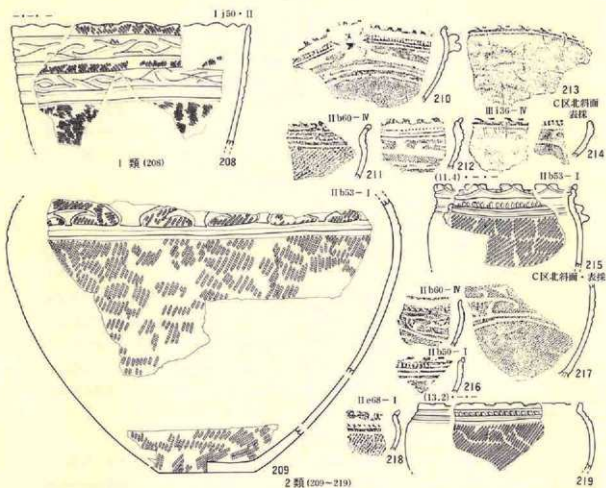 I j50・II
208
1類 (208)
210
213
C区北斜面
表採
II b60-IV
211
212
III i36-IV
214
II b53-I
209
2類 (209~219)
(11.4)
II b53-I
215
C区北斜面・表採
II b60-IV
II b50-I
216
217
II e68-I
218
(13.2)
219